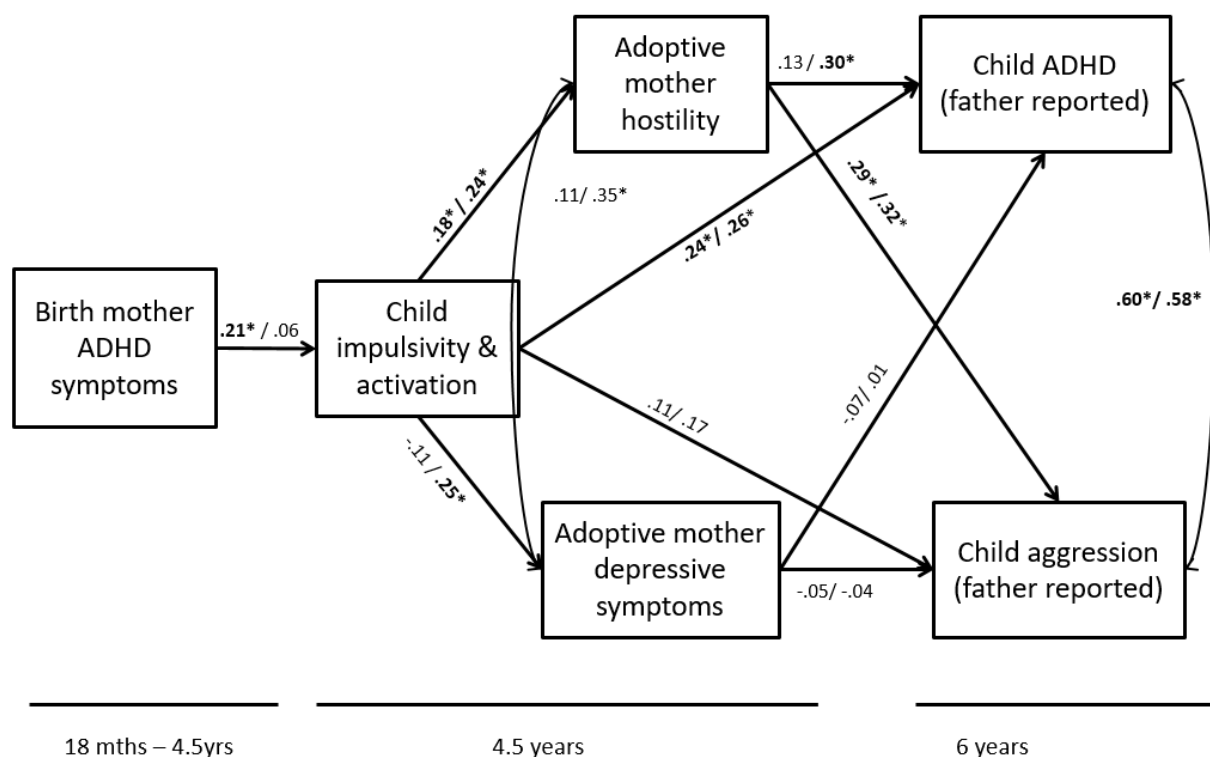 Adoptive
mother
hostility
.13/ .30*
Child ADHD
(father reported)
.18* / .24*
.11/ .35*
.29* /.32*
.24*/ .26*
Birth mother
ADHD
symptoms
.21* / .06
Child
impulsivity &
activation
.60*/ .58*
-.11/ .25*
.11/ .17
-.07/ .01
Adoptive mother
depressive
symptoms
-.05/ -.04
Child aggression
(father reported)
18 mths – 4.5yrs
4.5 years
6 years